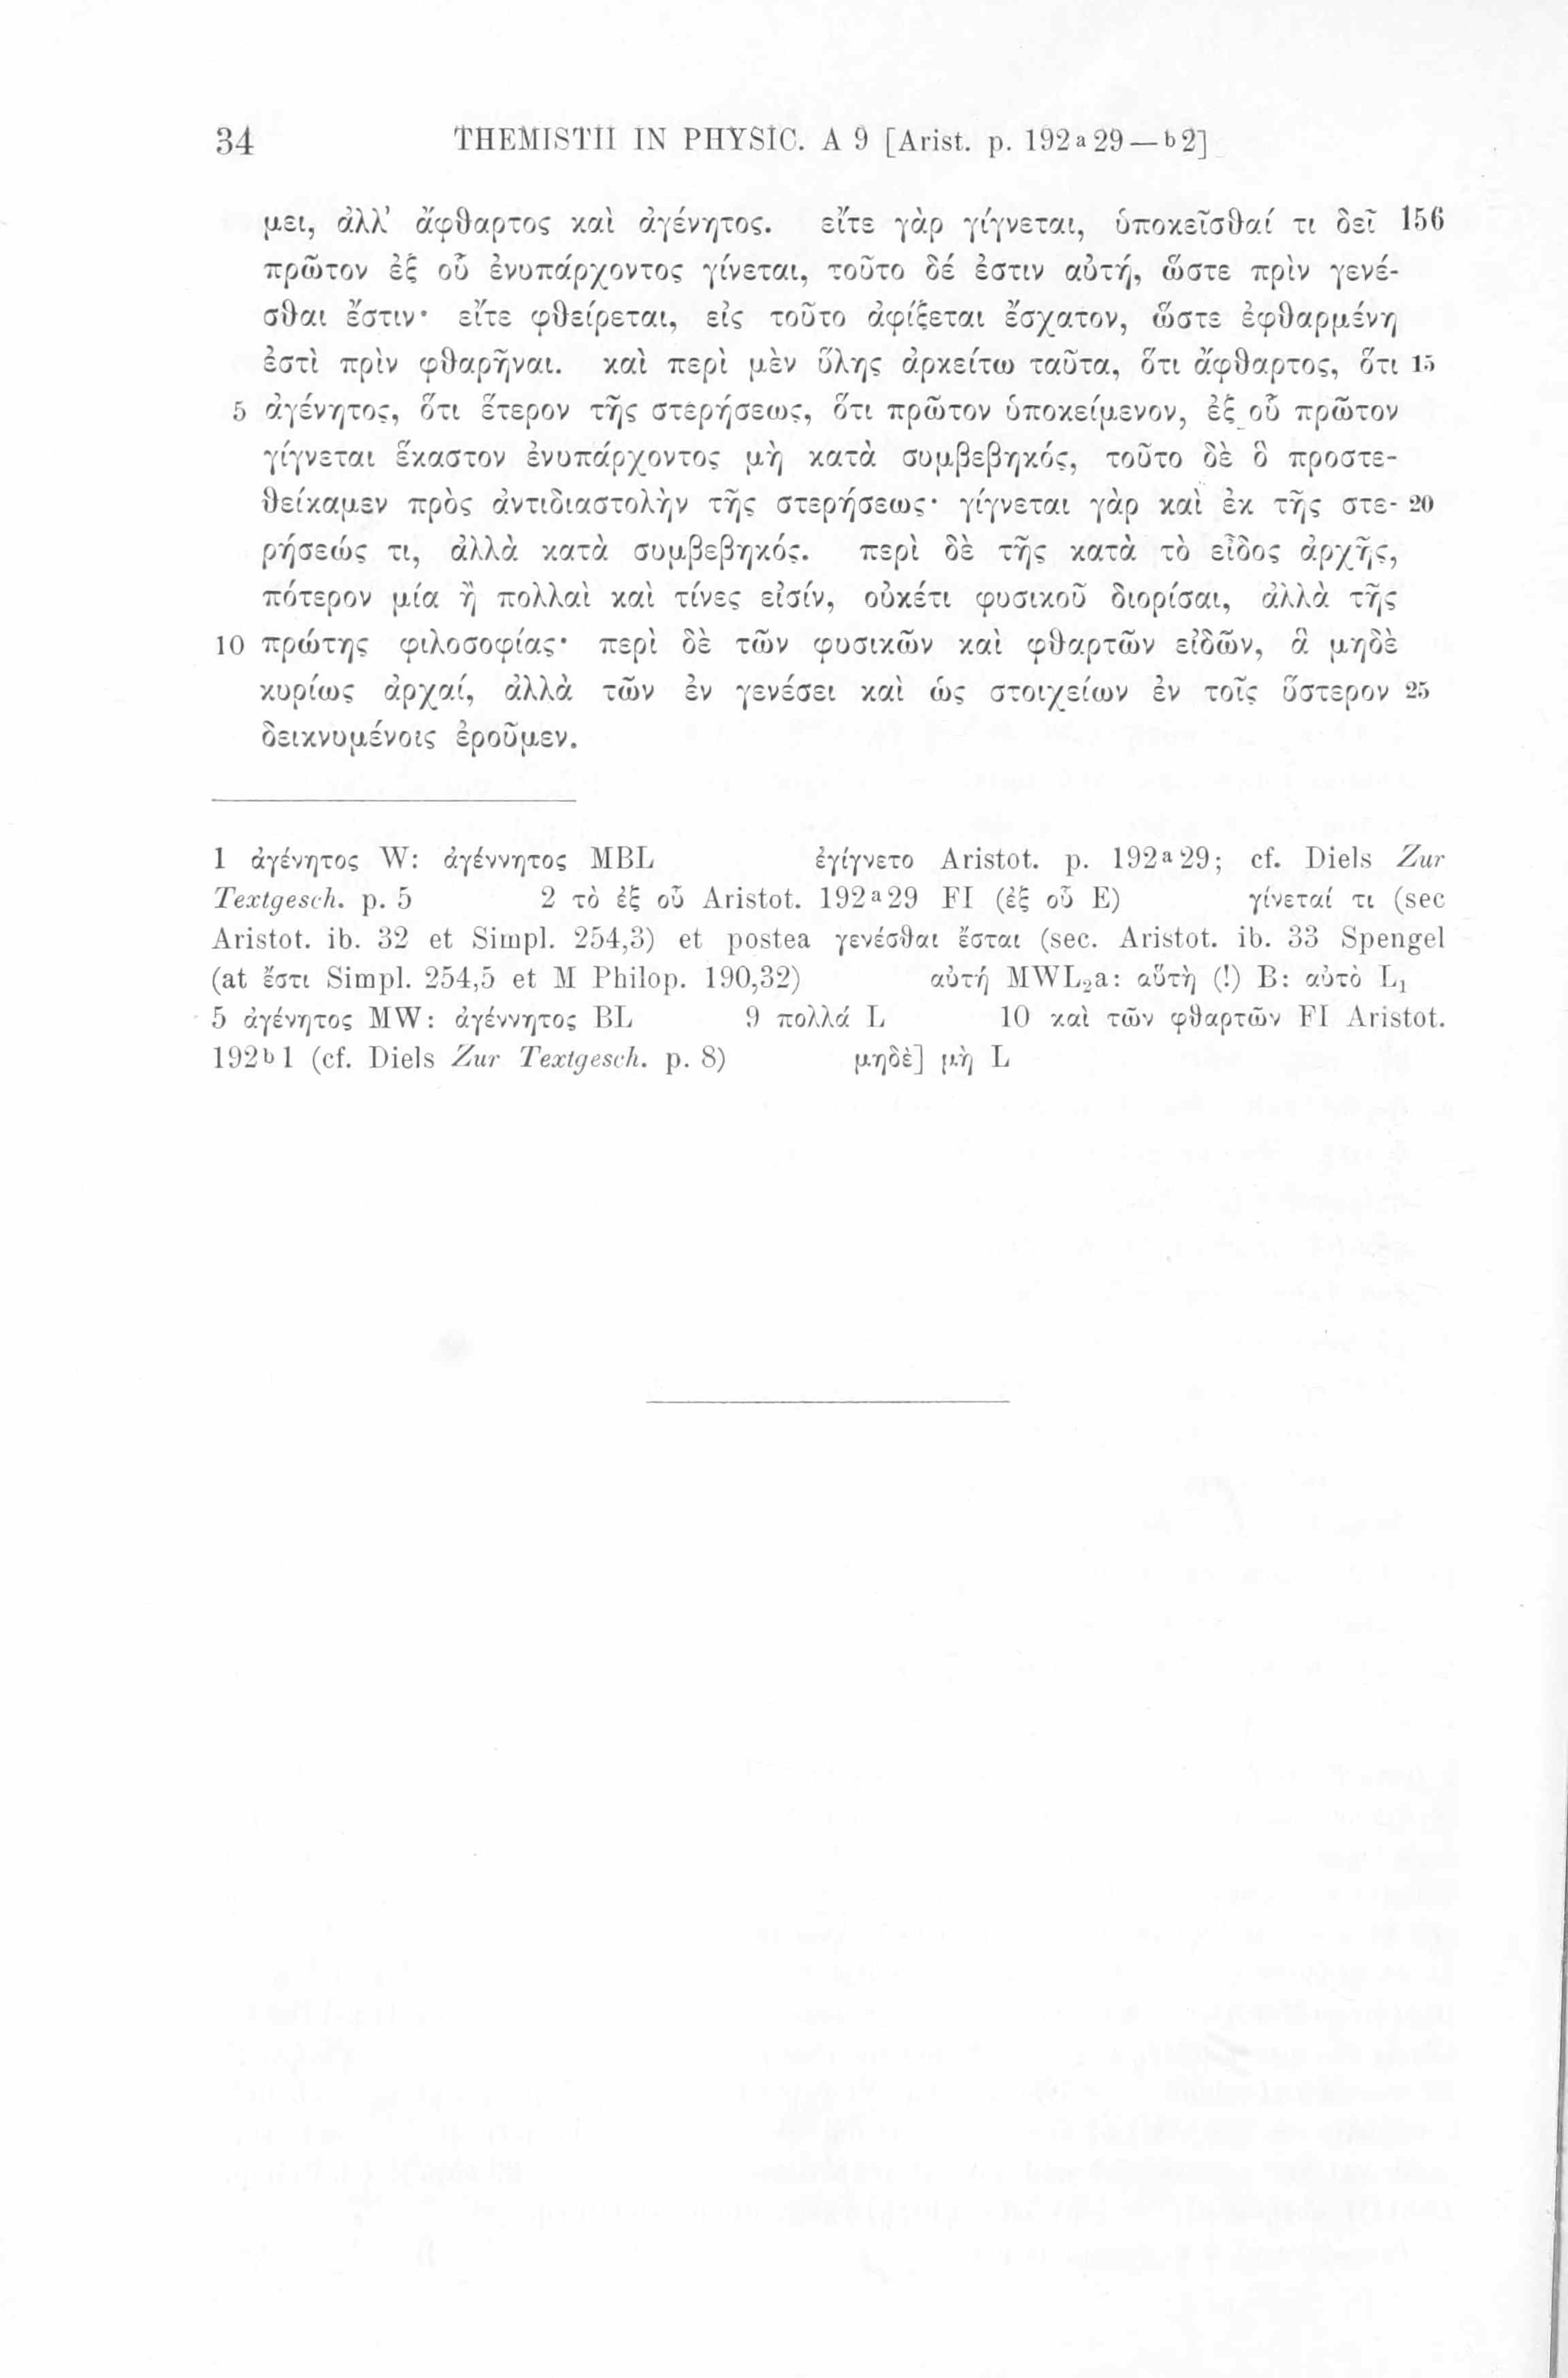 34 THEMISTII IN PHYSIC. A 9 [Arist. p. 192ᵃ29 — ᵇ2]
μει, ἀλλ’ ἄφθαρτος καὶ ἀγένητος. εἴτε γὰρ γίγνεται, ὑποκεῖσθαί τι δεῖ 156
πρῶτον ἐξ οὗ ἐνυπάρχοντος γίνεται, τοῦτο δέ ἐστιν αὐτή, ὥστε πρὶν γενέ-
σθαι ἔστιν· εἴτε φθείρεται, εἰς τοῦτο ἀφίξεται ἔσχατον, ὥστε ἐφθαρμένη
ἐστὶ πρὶν φθαρῆναι. καὶ περὶ μὲν ὕλης ἀρκείτω ταῦτα, ὅτι ἄφθαρτος, ὅτι 15
5 ἀγένητος, ὅτι ἕτερον τῆς στερήσεως, ὅτι πρῶτον ὑποκείμενον, ἐξ οὗ πρῶτον
γίγνεται ἕκαστον ἐνυπάρχοντος μὴ κατὰ συμβεβηκός, τοῦτο δὲ ὃ προστε-
θείκαμεν πρὸς ἀντιδιαστολὴν τῆς στερήσεως· γίγνεται γὰρ καὶ ἐκ τῆς στε- 20
ρήσεώς τι, ἀλλὰ κατὰ συμβεβηκός. περὶ δὲ τῆς κατὰ τὸ εἶδος ἀρχῆς,
πότερον μία ἢ πολλαὶ καὶ τίνες εἰσίν, οὐκέτι φυσικοῦ διορίσαι, ἀλλὰ τῆς
10 πρώτης φιλοσοφίας· περὶ δὲ τῶν φυσικῶν καὶ φθαρτῶν εἰδῶν, ἃ μηδὲ
κυρίως ἀρχαί, ἀλλὰ τῶν ἐν γενέσει καὶ ὡς στοιχείων ἐν τοῖς ὕστερον 25
δεικνυμένοις ἐροῦμεν.
1 ἀγένητος W: ἀγέννητος MBL ἐγίγνετο Aristot. p. 192ᵃ29; cf. Diels Zur
Textgesch. p. 5 2 τὸ ἐξ οὗ Aristot. 192ᵃ29 FI (ἐξ οὗ E) γίνεταί τι (sec
Aristot. ib. 32 et Simpl. 254,3) et postea γενέσθαι ἔσται (sec. Aristot. ib. 33 Spengel
(at ἔστι Simpl. 254,5 et M Philop. 190,32) αὐτή MWL₂a: αὕτὴ (!) B: αὐτὸ L₁
5 ἀγένητος MW: ἀγέννητος BL 9 πολλά L 10 καὶ τῶν φθαρτῶν FI Aristot.
192ᵇ1 (cf. Diels Zur Textgesch. p. 8) μηδὲ] μὴ L